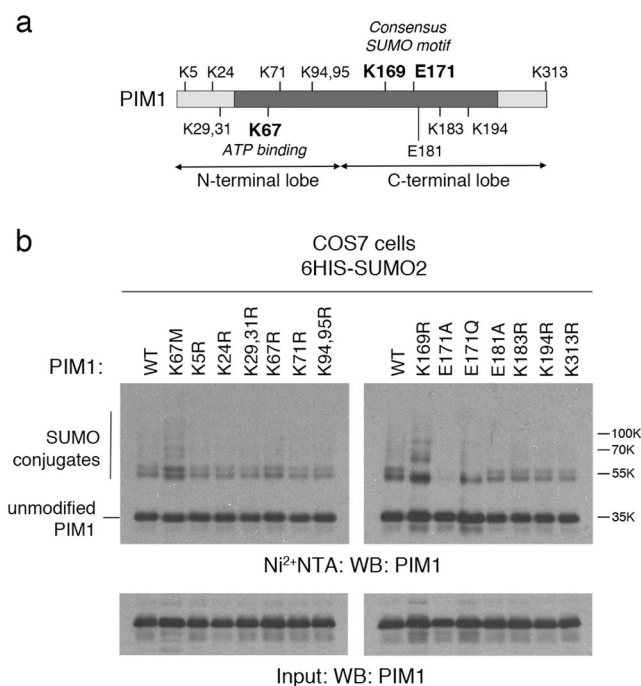 a
Consensus
SUMO motif
K5 K24 K71 K94,95 K169 E171 K313
PIM1
K29,31 K67 E181 K183 K194
ATP binding
N-terminal lobe C-terminal lobe
b
COS7 cells
6HIS-SUMO2
PIM1: WT K67M K5R K24R K29,31R K67R K71R K94,95R WT K169R E171A E171Q E181A K183R K194R K313R
SUMO
conjugates
100K
70K
55K
unmodified
PIM1
35K
Ni²⁺NTA: WB: PIM1
Input: WB: PIM1